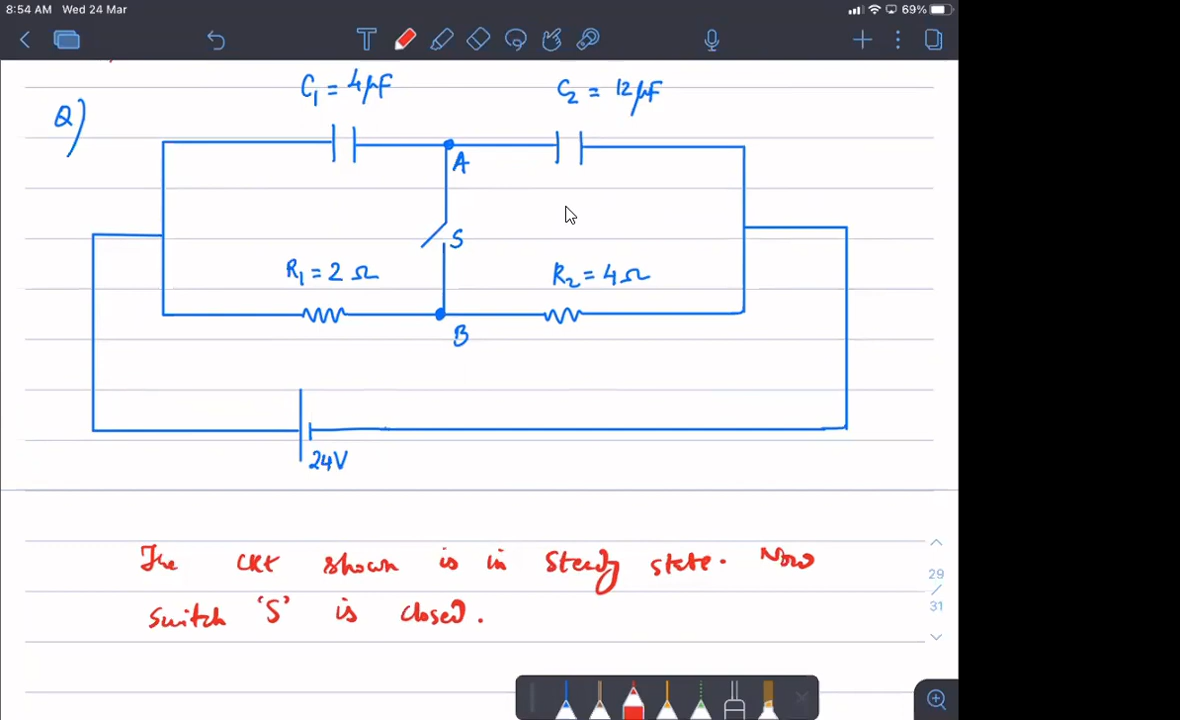 8:54 AM Wed 24 Mar 69%
C₁ = 4μF C₂ = 12μF
Q)
A
S
R₁ = 2 Ω R₂ = 4Ω
B
24V
The CKt shown is in Steady state. Now
switch 'S' is closed.
29
/
31